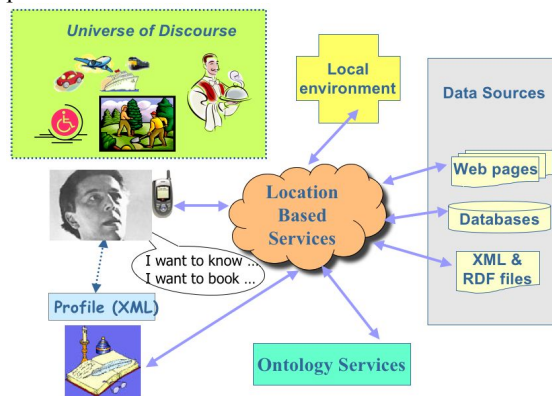 Universe of Discourse
Local
environment
Data Sources
Web pages
Databases
XML &
RDF files
Location
Based
Services
I want to know ...
I want to book ...
Profile (XML)
Ontology Services